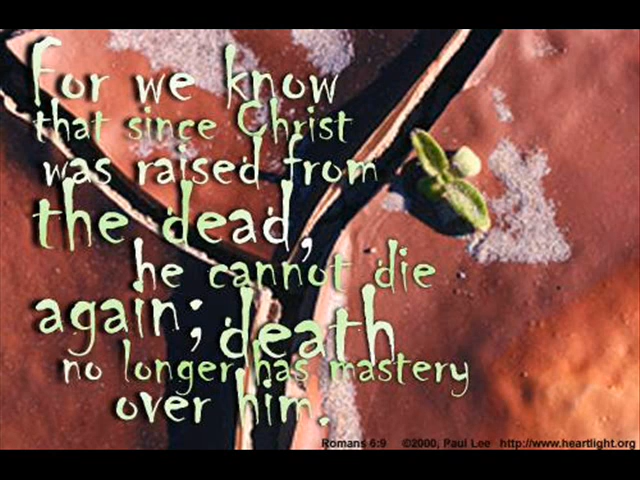 For we know
that since Christ
was raised from
the dead,
he cannot die
again; death
no longer has mastery
over him.
Romans 6:9 ©2000, Paul Lee http://www.heartlight.org